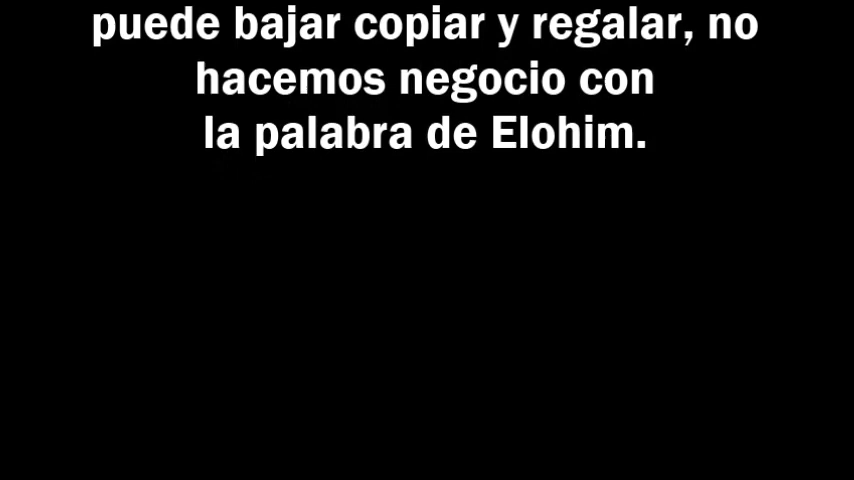 puede bajar copiar y regalar, no
hacemos negocio con
la palabra de Elohim.